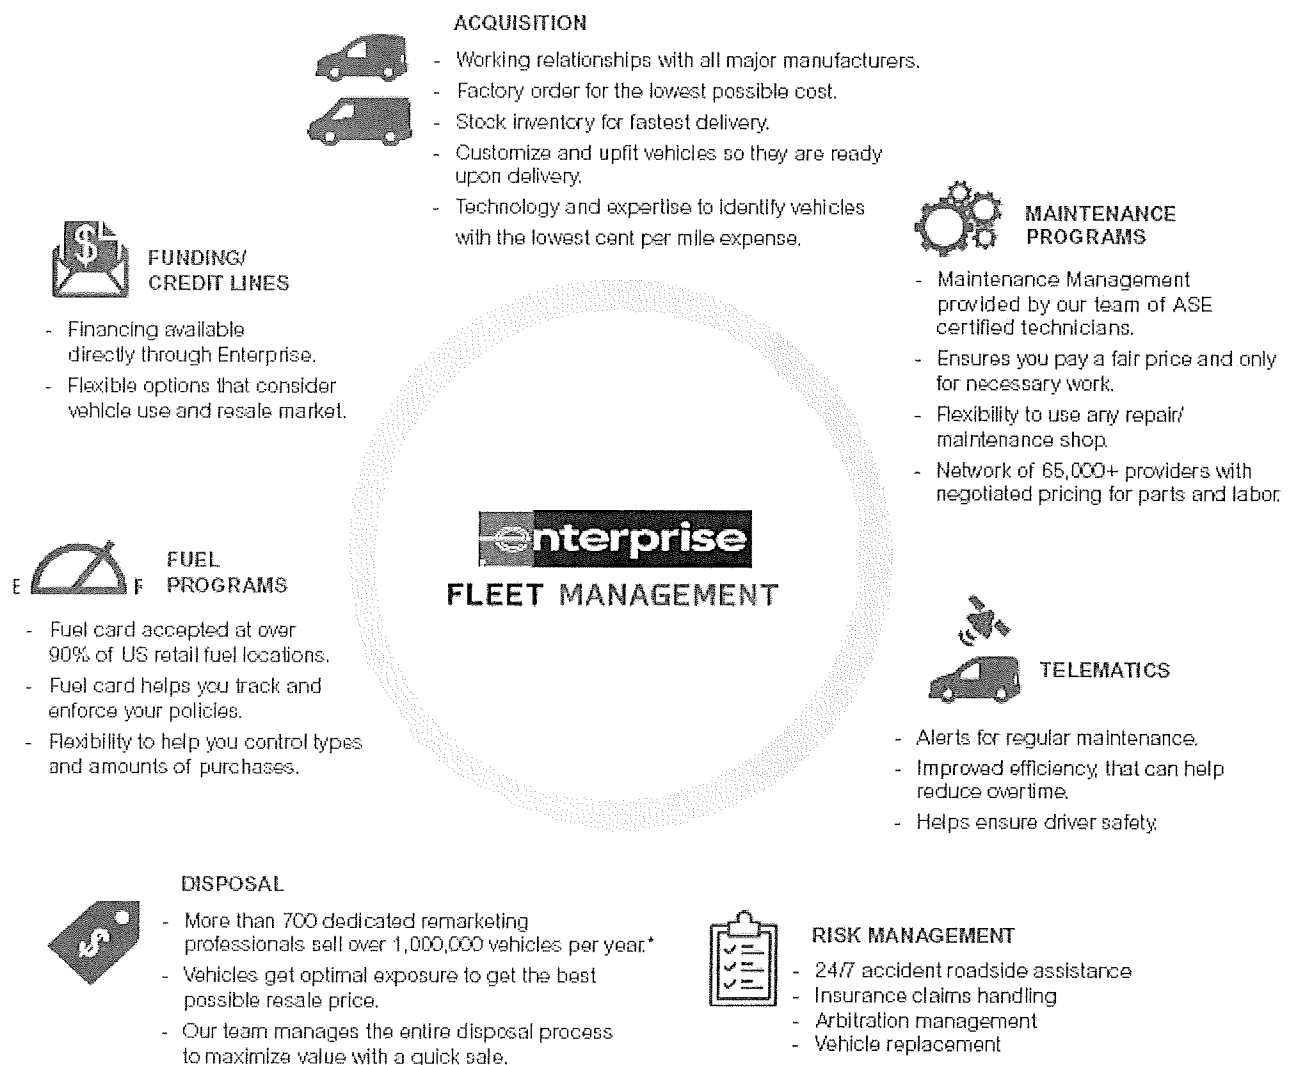 ACQUISITION
- Working relationships with all major manufacturers.
- Factory order for the lowest possible cost.
- Stock inventory for fastest delivery.
- Customize and upfit vehicles so they are ready
upon delivery.
- Technology and expertise to identify vehicles
with the lowest cent per mile expense.
MAINTENANCE
PROGRAMS
- Maintenance Management
provided by our team of ASE
certified technicians.
- Ensures you pay a fair price and only
for necessary work.
- Flexibility to use any repair/
maintenance shop.
- Network of 65,000+ providers with
negotiated pricing for parts and labor.
$
FUNDING/
CREDIT LINES
- Financing available
directly through Enterprise.
- Flexible options that consider
vehicle use and resale market.
enterprise
FLEET MANAGEMENT
E F
FUEL
PROGRAMS
- Fuel card accepted at over
90% of US retail fuel locations.
- Fuel card helps you track and
enforce your policies.
- Flexibility to help you control types
and amounts of purchases.
TELEMATICS
- Alerts for regular maintenance.
- Improved efficiency, that can help
reduce overtime.
- Helps ensure driver safety.
DISPOSAL
$
- More than 700 dedicated remarketing
professionals sell over 1,000,000 vehicles per year.*
- Vehicles get optimal exposure to get the best
possible resale price.
- Our team manages the entire disposal process
to maximize value with a quick sale.
RISK MANAGEMENT
- 24/7 accident roadside assistance
- Insurance claims handling
- Arbitration management
- Vehicle replacement